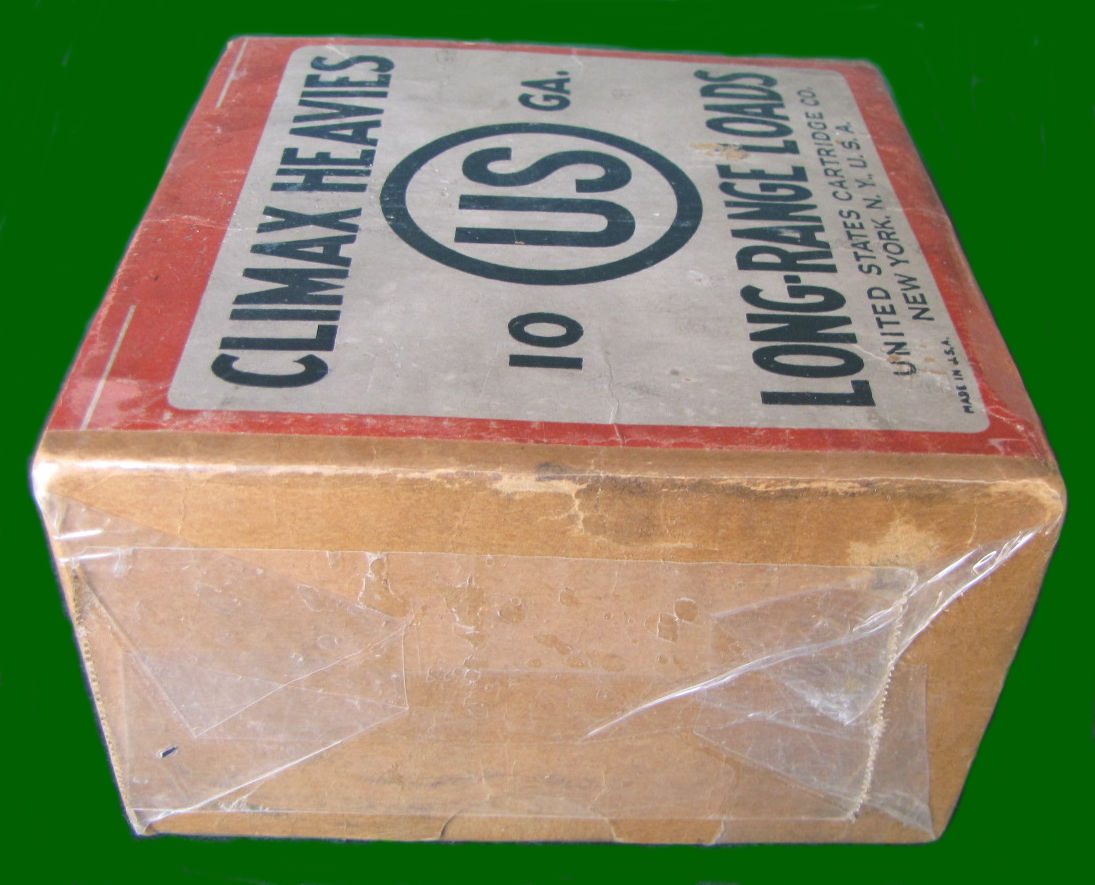 CLIMAX HEAVIES
10 US GA.
LONG-RANGE LOADS
UNITED STATES CARTRIDGE CO.
NEW YORK, N.Y., U.S.A.
MADE IN U.S.A.